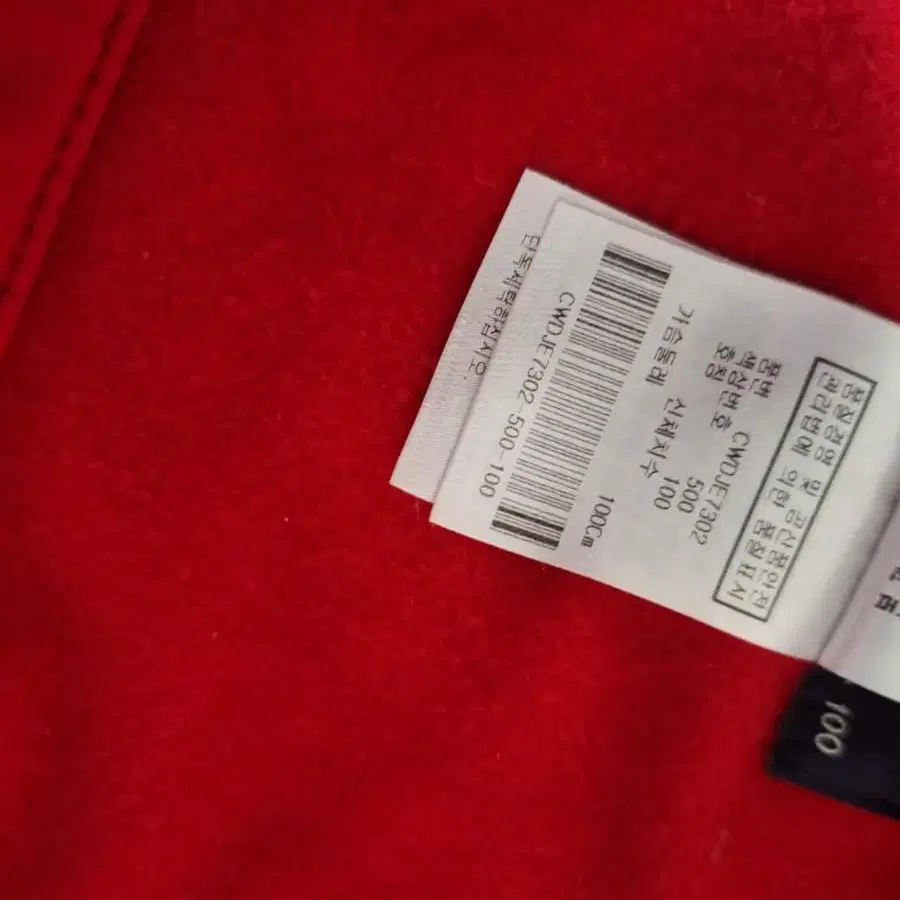 품질경영 및 공산품안전
관리법에 의한 품질표시
품번 CWDJE7302
색상번호 500
호칭 100
신체치수
가슴둘레 100Cm
CWDJE7302-500-100
단독세탁하십시오.
100